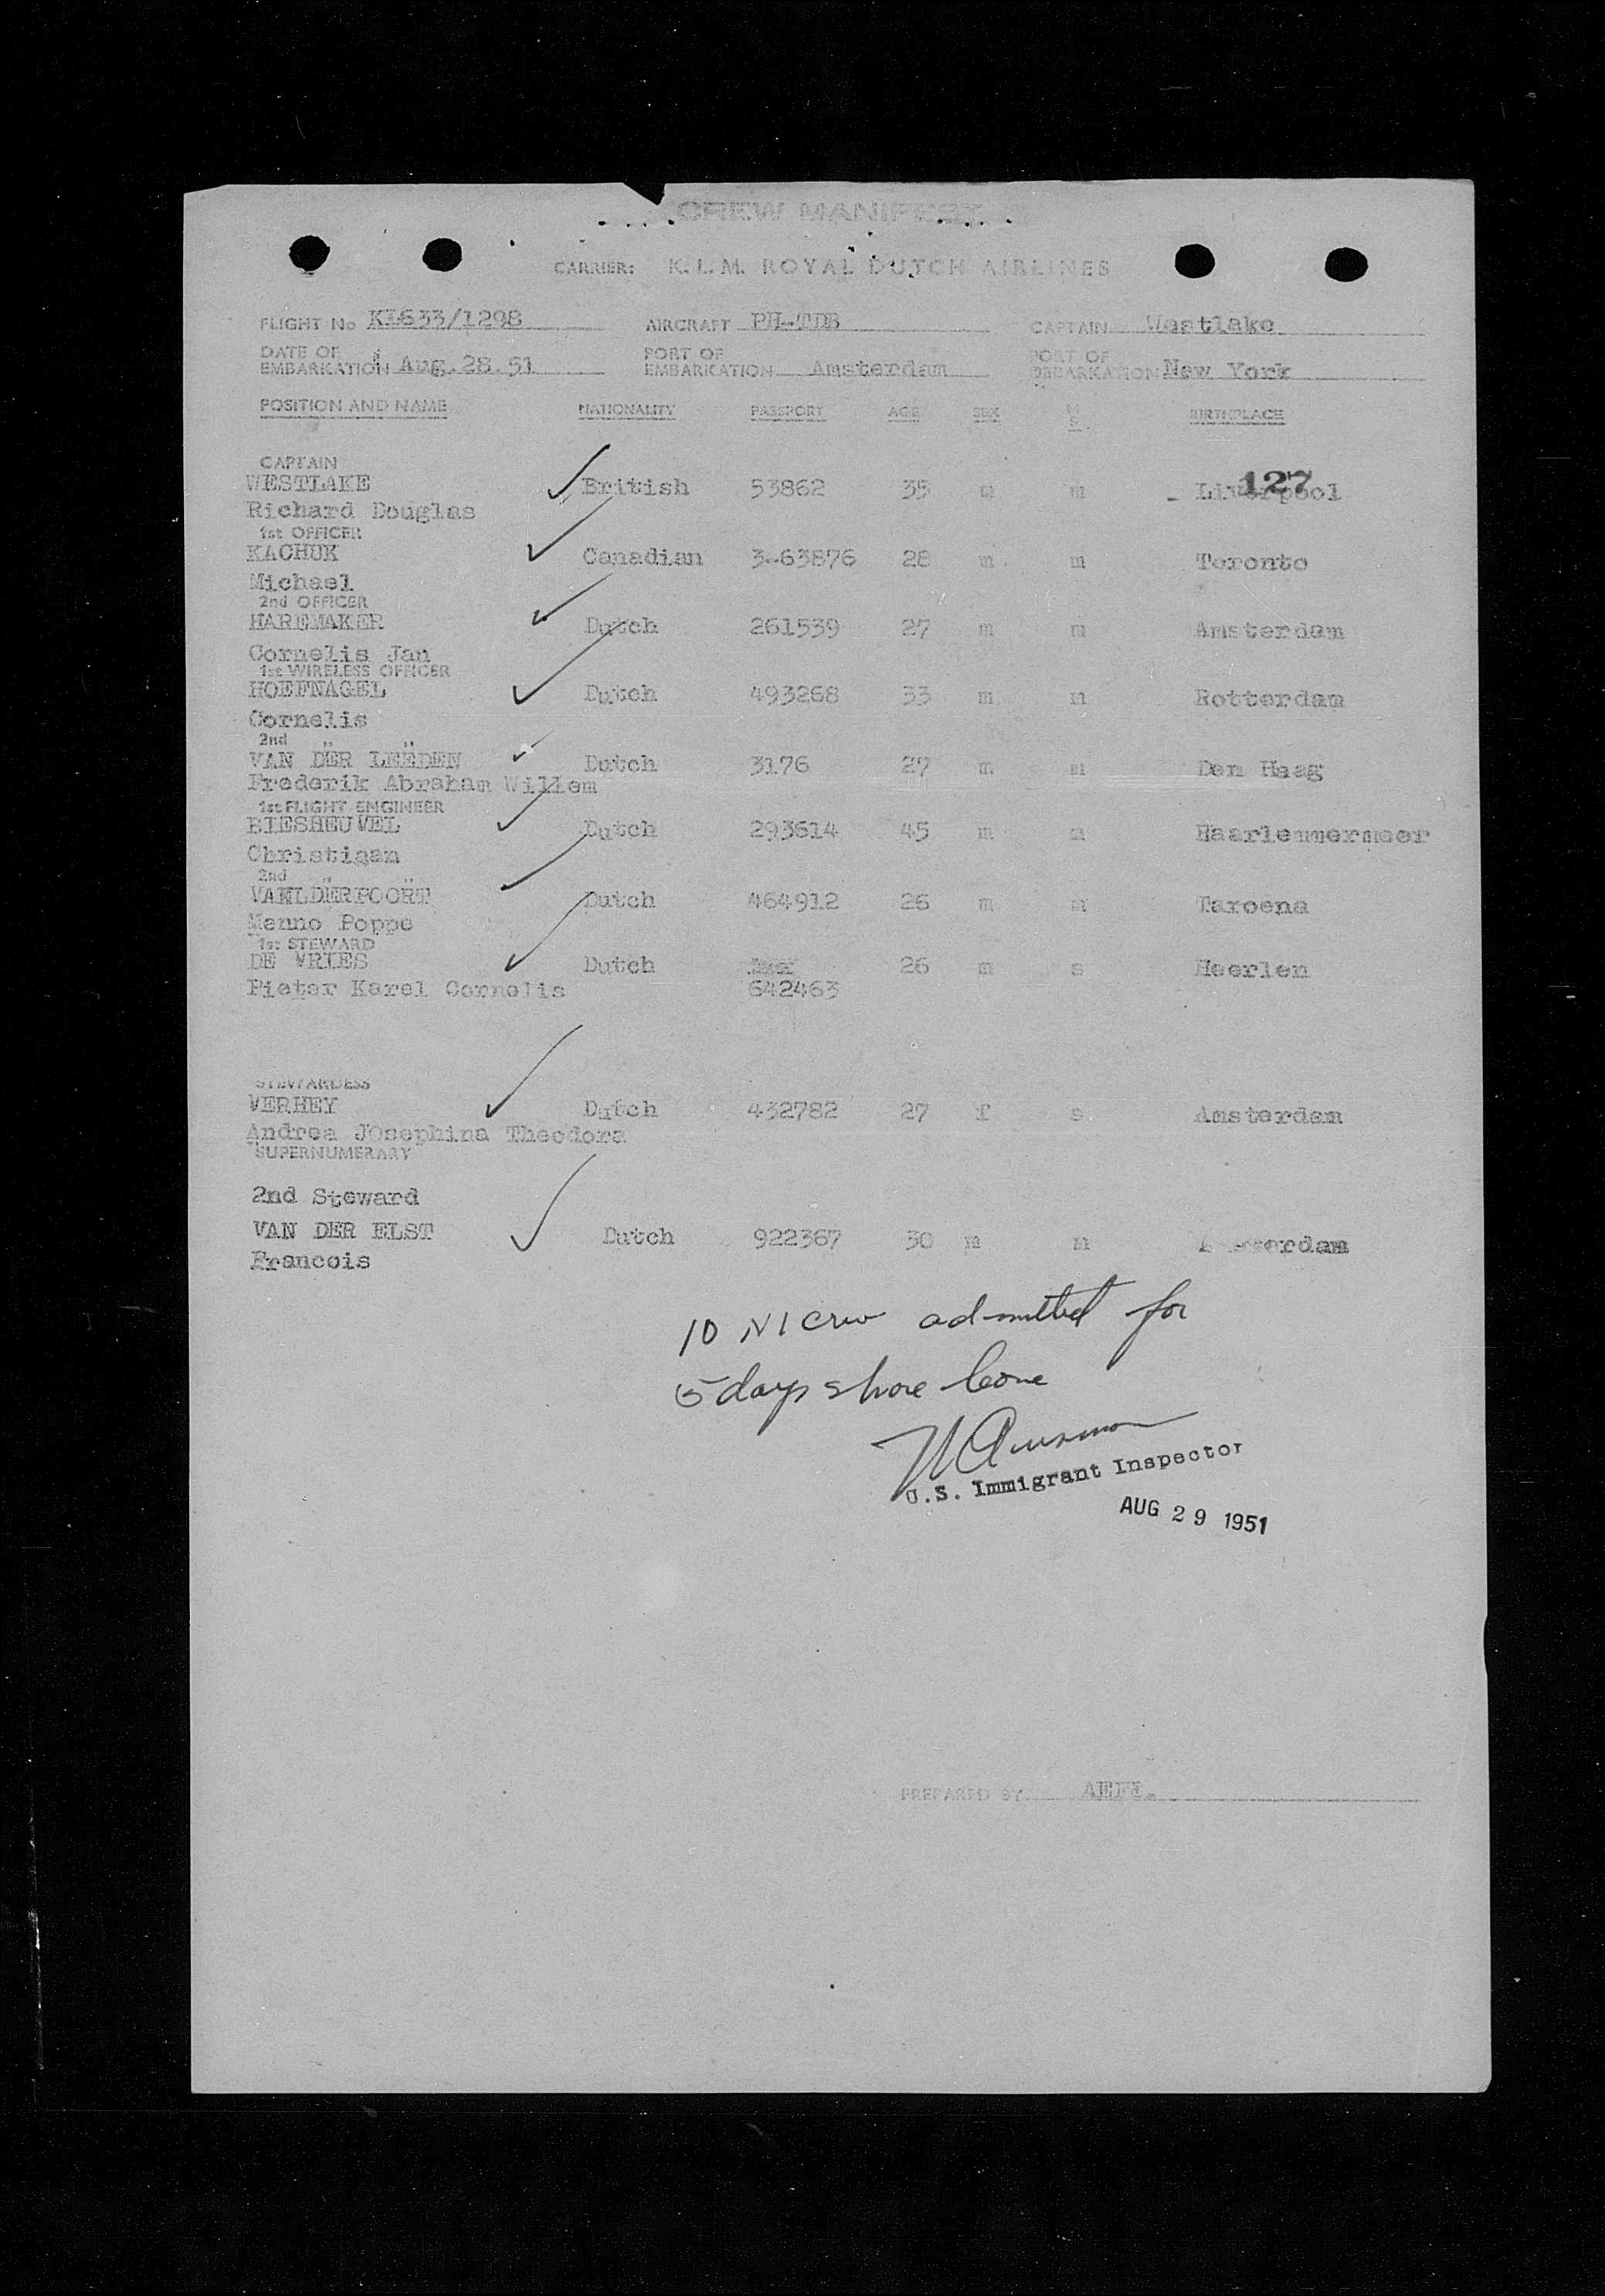 CREW MANIFEST
CARRIER: K.L.M. ROYAL DUTCH AIRLINES
FLIGHT No KL633/1298 AIRCRAFT PH-TDB CAPTAIN Westlake
DATE OF EMBARKATION Aug.28.51 PORT OF EMBARKATION Amsterdam PORT OF DEBARKATION New York
POSITION AND NAME NATIONALITY PASSPORT AGE SEX M S BIRTHPLACE
CAPTAIN
127
WESTLAKE British 53862 35 m m Liverpool
Richard Douglas
1st OFFICER
KACHUK Canadian 3-63876 28 m m Toronto
Michael
2nd OFFICER
HAREMAKER Dutch 261539 27 m m Amsterdam
Cornelis Jan
1st WIRELESS OFFICER
HOEFNAGEL Dutch 493268 33 m m Rotterdam
Cornelis
2nd " "
VAN DER LEEDEN Dutch 3176 27 m m Den Haag
Frederik Abraham Willem
1st FLIGHT ENGINEER
BIESHEUVEL Dutch 293614 45 m m Haarlemmermeer
Christiaan
2nd " "
Dutch 464912 26 m m Taroena
Menno Poppe
1st STEWARD
DE VRIES Dutch 26 m s Heerlen
Pieter Karel Cornelis 642463
STEWARDESS
VERHEY Dutch 432782 27 f s Amsterdam
Andrea JOsephina Theodora
SUPERNUMERARY
2nd Steward
VAN DER ELST Dutch 922367 30 m m
Francois
10 NI crew admitted for
5 days shore leave
U.S. Immigrant Inspector
AUG 29 1951
PREPARED BY